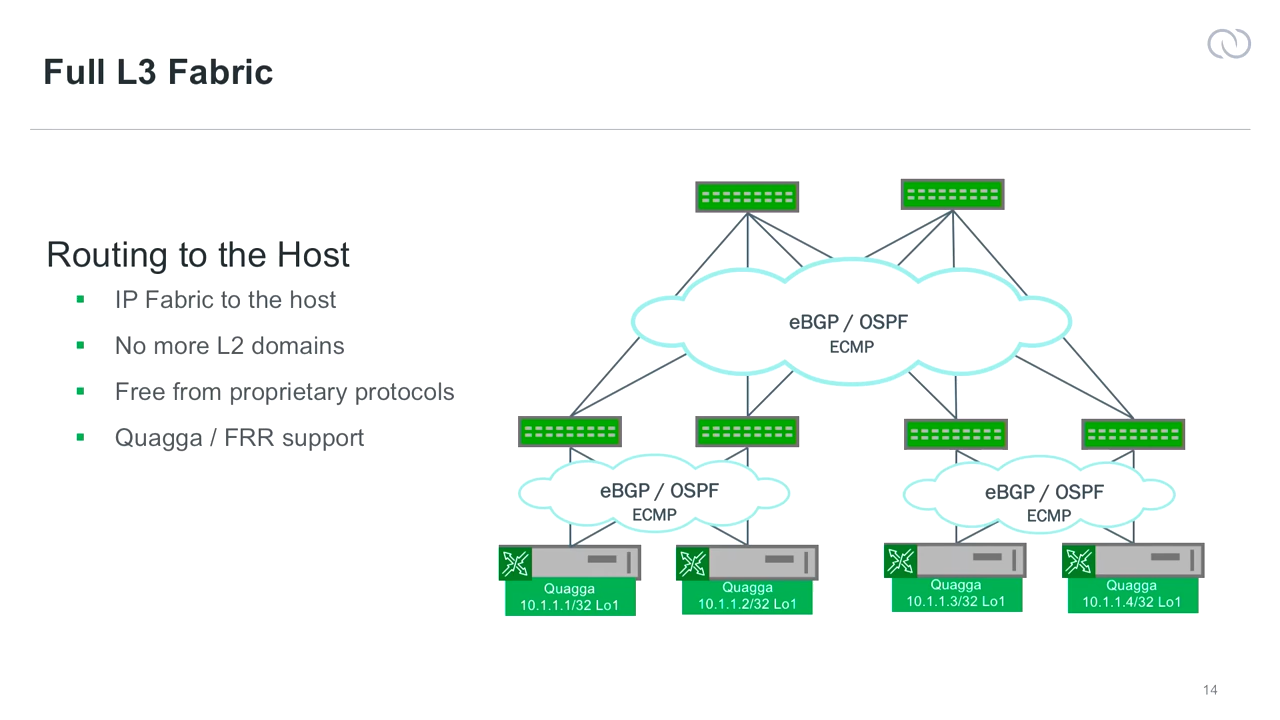 Full L3 Fabric
Routing to the Host
IP Fabric to the host
No more L2 domains
Free from proprietary protocols
Quagga / FRR support
eBGP / OSPF
ECMP
eBGP / OSPF
ECMP
eBGP / OSPF
ECMP
Quagga
10.1.1.1/32 Lo1
Quagga
10.1.1.2/32 Lo1
Quagga
10.1.1.3/32 Lo1
Quagga
10.1.1.4/32 Lo1
14